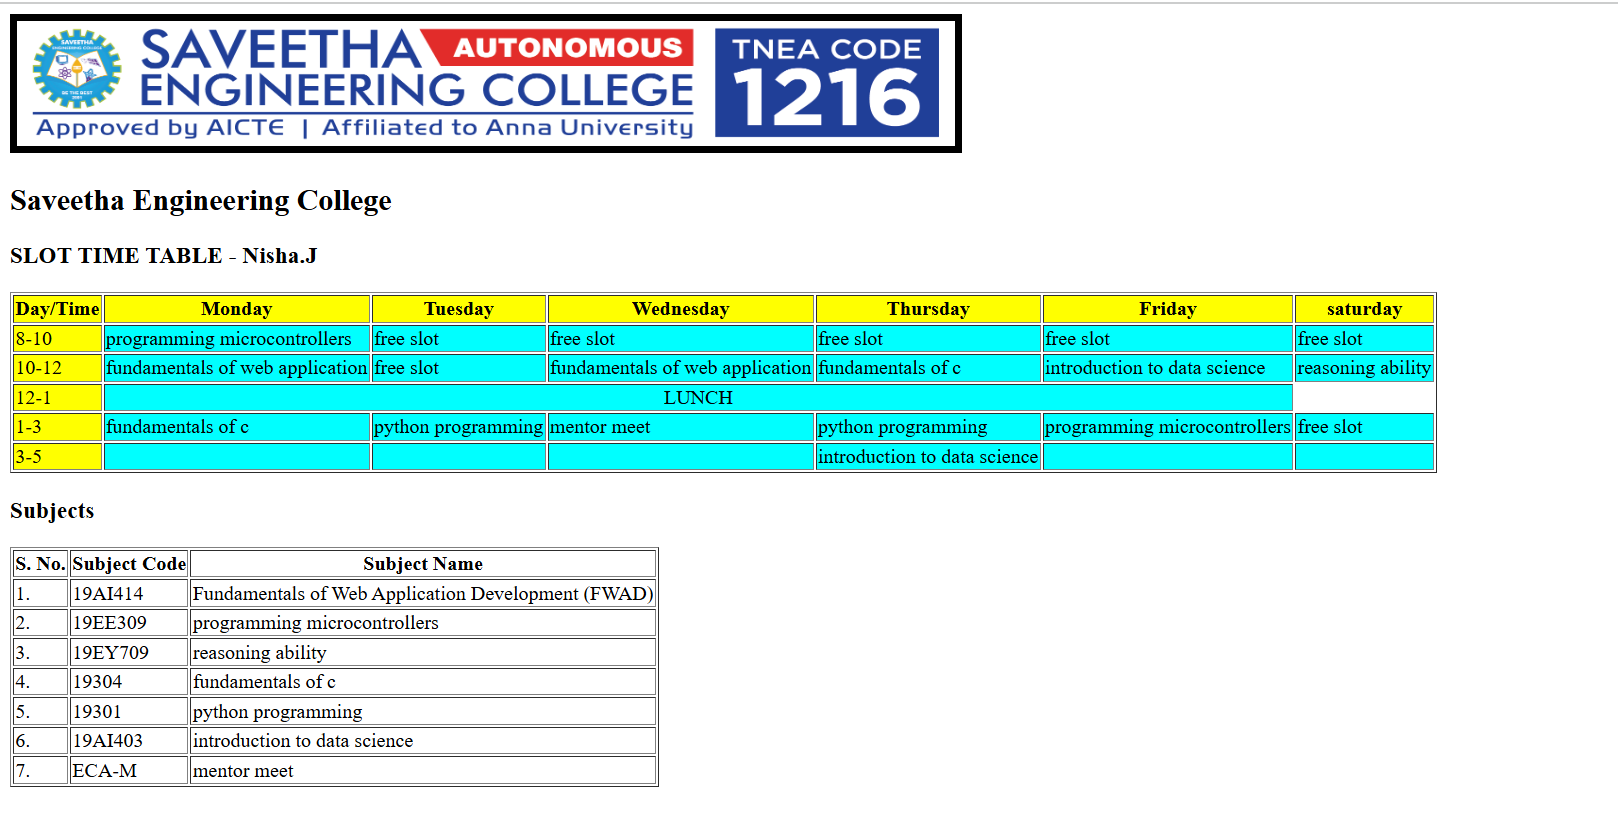 SAVEETHA
ENGINEERING COLLEGE
BE THE BEST
SAVEETHA AUTONOMOUS
ENGINEERING COLLEGE
Approved by AICTE | Affiliated to Anna University
TNEA CODE
1216
Saveetha Engineering College
SLOT TIME TABLE - Nisha.J
Day/Time Monday Tuesday Wednesday Thursday Friday saturday
8-10 programming microcontrollers free slot free slot free slot free slot free slot
10-12 fundamentals of web application free slot fundamentals of web application fundamentals of c introduction to data science reasoning ability
12-1 LUNCH
1-3 fundamentals of c python programming mentor meet python programming programming microcontrollers free slot
3-5 introduction to data science
Subjects
S. No. Subject Code Subject Name
1. 19AI414 Fundamentals of Web Application Development (FWAD)
2. 19EE309 programming microcontrollers
3. 19EY709 reasoning ability
4. 19304 fundamentals of c
5. 19301 python programming
6. 19AI403 introduction to data science
7. ECA-M mentor meet